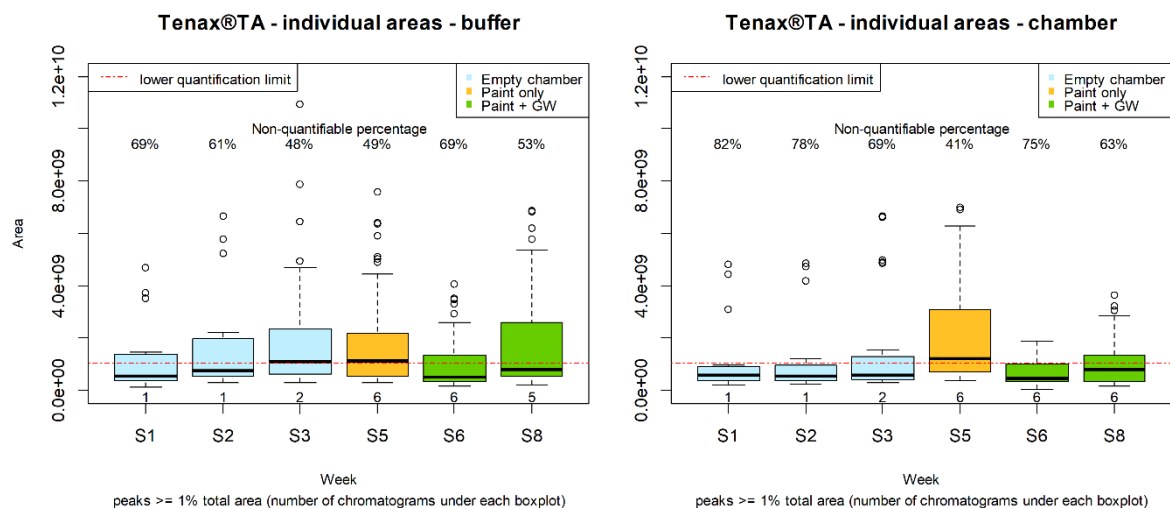 Tenax®TA - individual areas - buffer
lower quantification limit
Empty chamber
Paint only
Paint + GW
Non-quantifiable percentage
69% 61% 48% 49% 69% 53%
1.2e+10
8.0e+09
4.0e+09
0.0e+00
Area
1 1 2 6 6 5
S1 S2 S3 S5 S6 S8
Week
peaks >= 1% total area (number of chromatograms under each boxplot)
Tenax®TA - individual areas - chamber
lower quantification limit
Empty chamber
Paint only
Paint + GW
Non-quantifiable percentage
82% 78% 69% 41% 75% 63%
1.2e+10
8.0e+09
4.0e+09
0.0e+00
1 1 2 6 6 6
S1 S2 S3 S5 S6 S8
Week
peaks >= 1% total area (number of chromatograms under each boxplot)